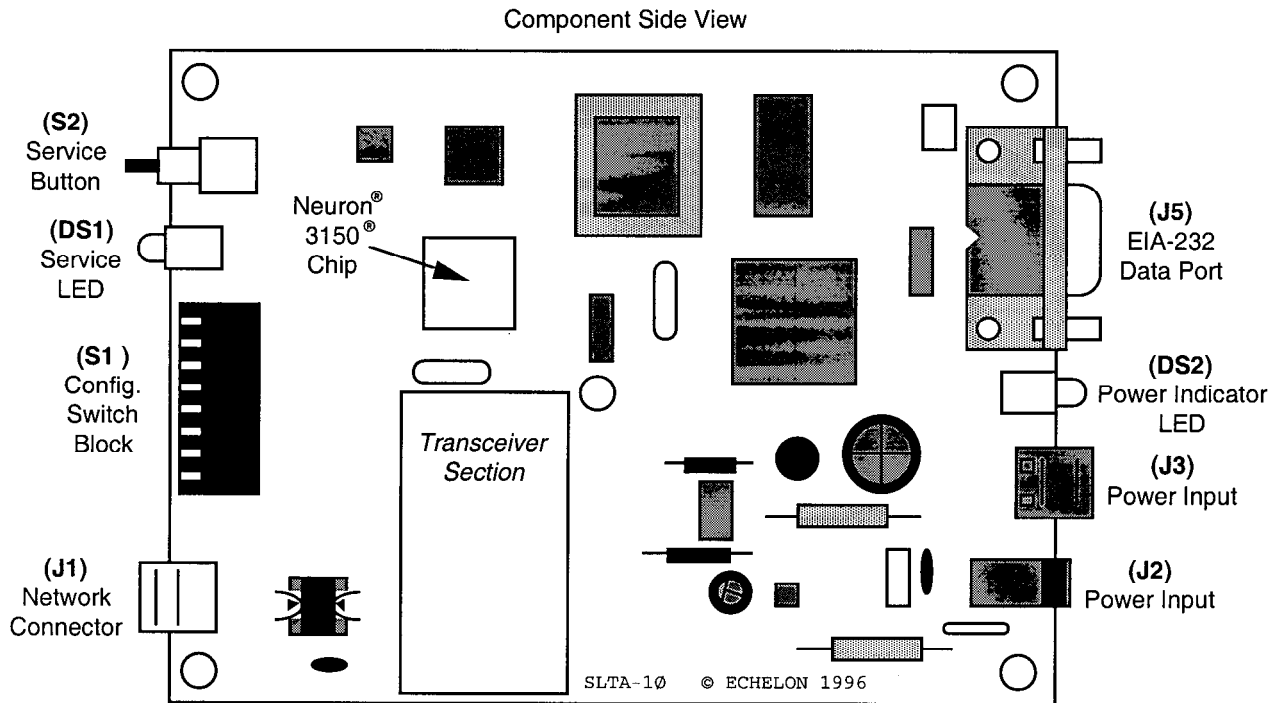 Component Side View
(S2)
Service
Button
(DS1)
Service
LED
(S1 )
Config.
Switch
Block
(J1)
Network
Connector
Neuron®
3150®
Chip
Transceiver
Section
(J5)
EIA-232
Data Port
(DS2)
Power Indicator
LED
(J3)
Power Input
(J2)
Power Input
SLTA-1Ø © ECHELON 1996